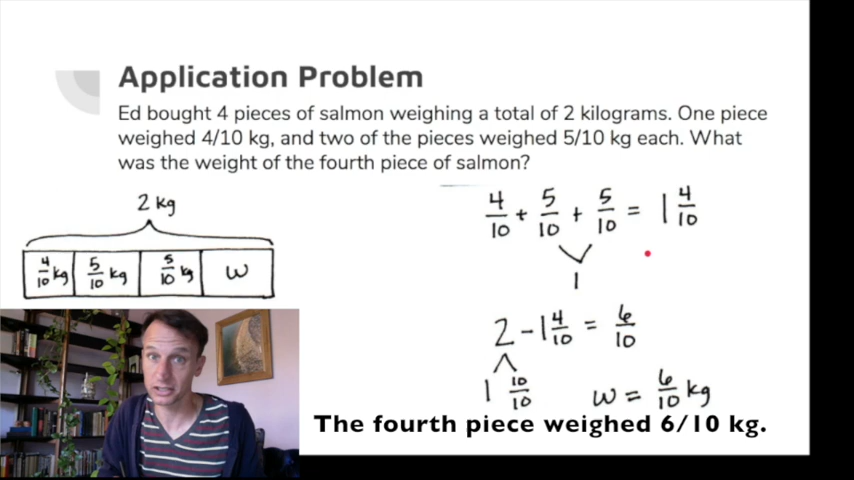 Application Problem
Ed bought 4 pieces of salmon weighing a total of 2 kilograms. One piece
weighed 4/10 kg, and two of the pieces weighed 5/10 kg each. What
was the weight of the fourth piece of salmon?
2 kg
4/10 kg 5/10 kg 5/10 kg w
4/10 + 5/10 + 5/10 = 1 4/10
1
2 - 1 4/10 = 6/10
1 10/10
w = 6/10 kg
The fourth piece weighed 6/10 kg.